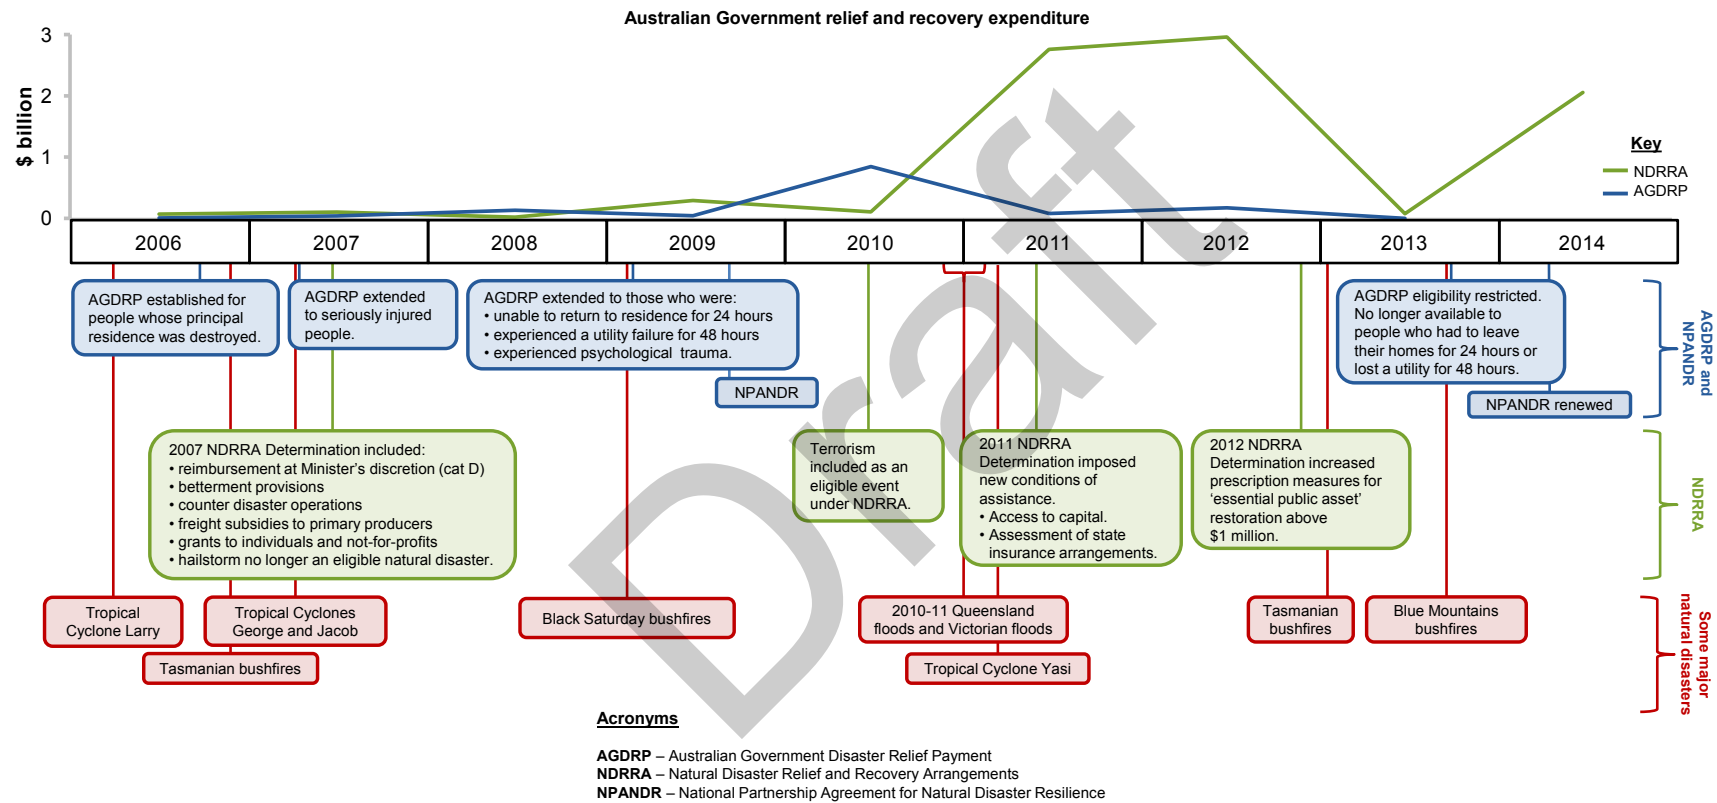 Australian Government relief and recovery expenditure
3
2
1
0
$ billion
Key
NDRRA
AGDRP
2006
2007
2008
2009
2010
2011
2012
2013
2014
AGDRP established for
people whose principal
residence was destroyed.
AGDRP extended
to seriously injured
people.
AGDRP extended to those who were:
• unable to return to residence for 24 hours
• experienced a utility failure for 48 hours
• experienced psychological trauma.
NPANDR
AGDRP eligibility restricted.
No longer available to
people who had to leave
their homes for 24 hours or
lost a utility for 48 hours.
NPANDR renewed
AGDRP and
NPANDR
2007 NDRRA Determination included:
• reimbursement at Minister's discretion (cat D)
• betterment provisions
• counter disaster operations
• freight subsidies to primary producers
• grants to individuals and not-for-profits
• hailstorm no longer an eligible natural disaster.
Terrorism
included as an
eligible event
under NDRRA.
2011 NDRRA
Determination imposed
new conditions of
assistance.
• Access to capital.
• Assessment of state
insurance arrangements.
2012 NDRRA
Determination increased
prescription measures for
‘essential public asset’
restoration above
$1 million.
NDRRA
Tropical
Cyclone Larry
Tropical Cyclones
George and Jacob
Tasmanian bushfires
Black Saturday bushfires
2010-11 Queensland
floods and Victorian floods
Tropical Cyclone Yasi
Tasmanian
bushfires
Blue Mountains
bushfires
Some major
natural disasters
Draft
Acronyms
AGDRP – Australian Government Disaster Relief Payment
NDRRA – Natural Disaster Relief and Recovery Arrangements
NPANDR – National Partnership Agreement for Natural Disaster Resilience